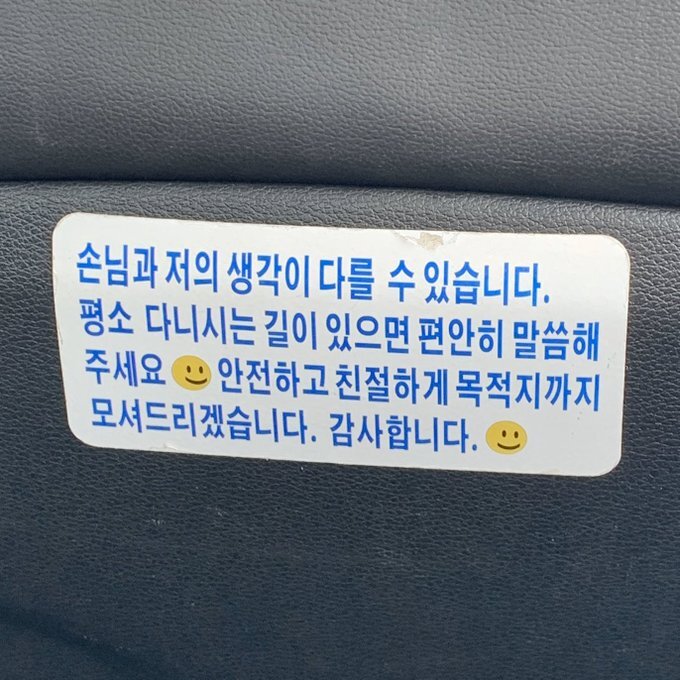 손님과 저의 생각이 다를 수 있습니다.
평소 다니시는 길이 있으면 편안히 말씀해
주세요 🙂 안전하고 친절하게 목적지까지
모셔드리겠습니다. 감사합니다. 🙂